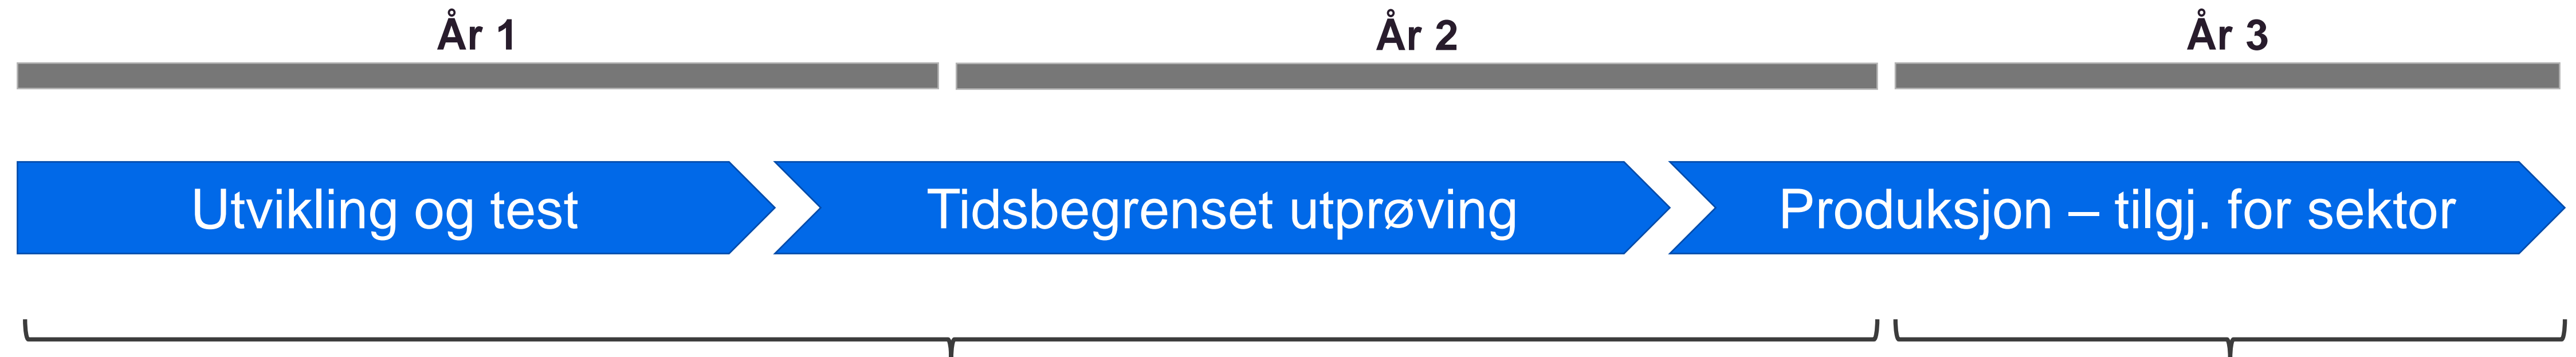 År 1 År 2 År 3
Utvikling og test Tidsbegrenset utprøving Produksjon – tilgj. for sektor